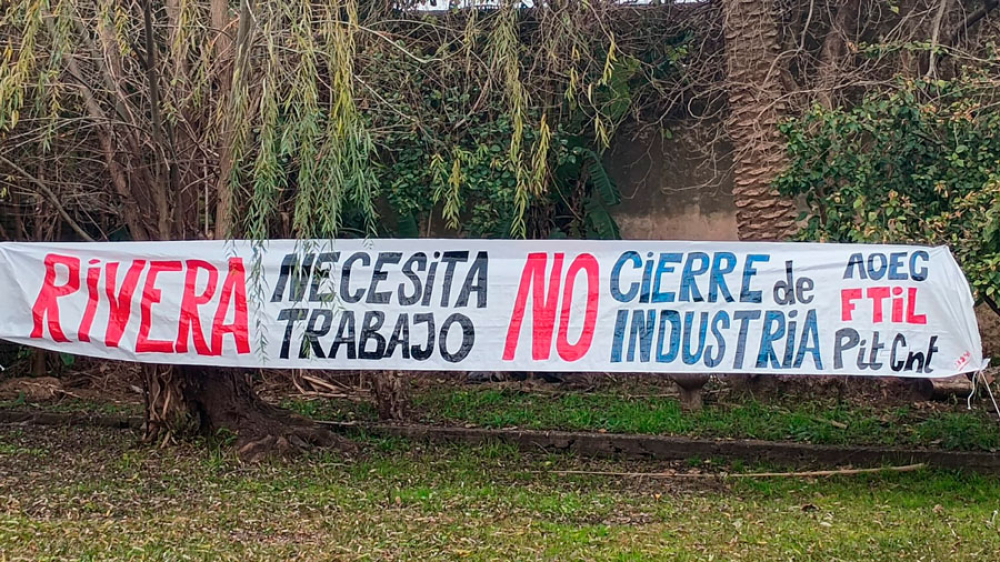 RIVERA
NECESITA
TRABAJO
NO
CIERRE de
INDUSTRIA
AOEC
FTIL
Pit Cnt